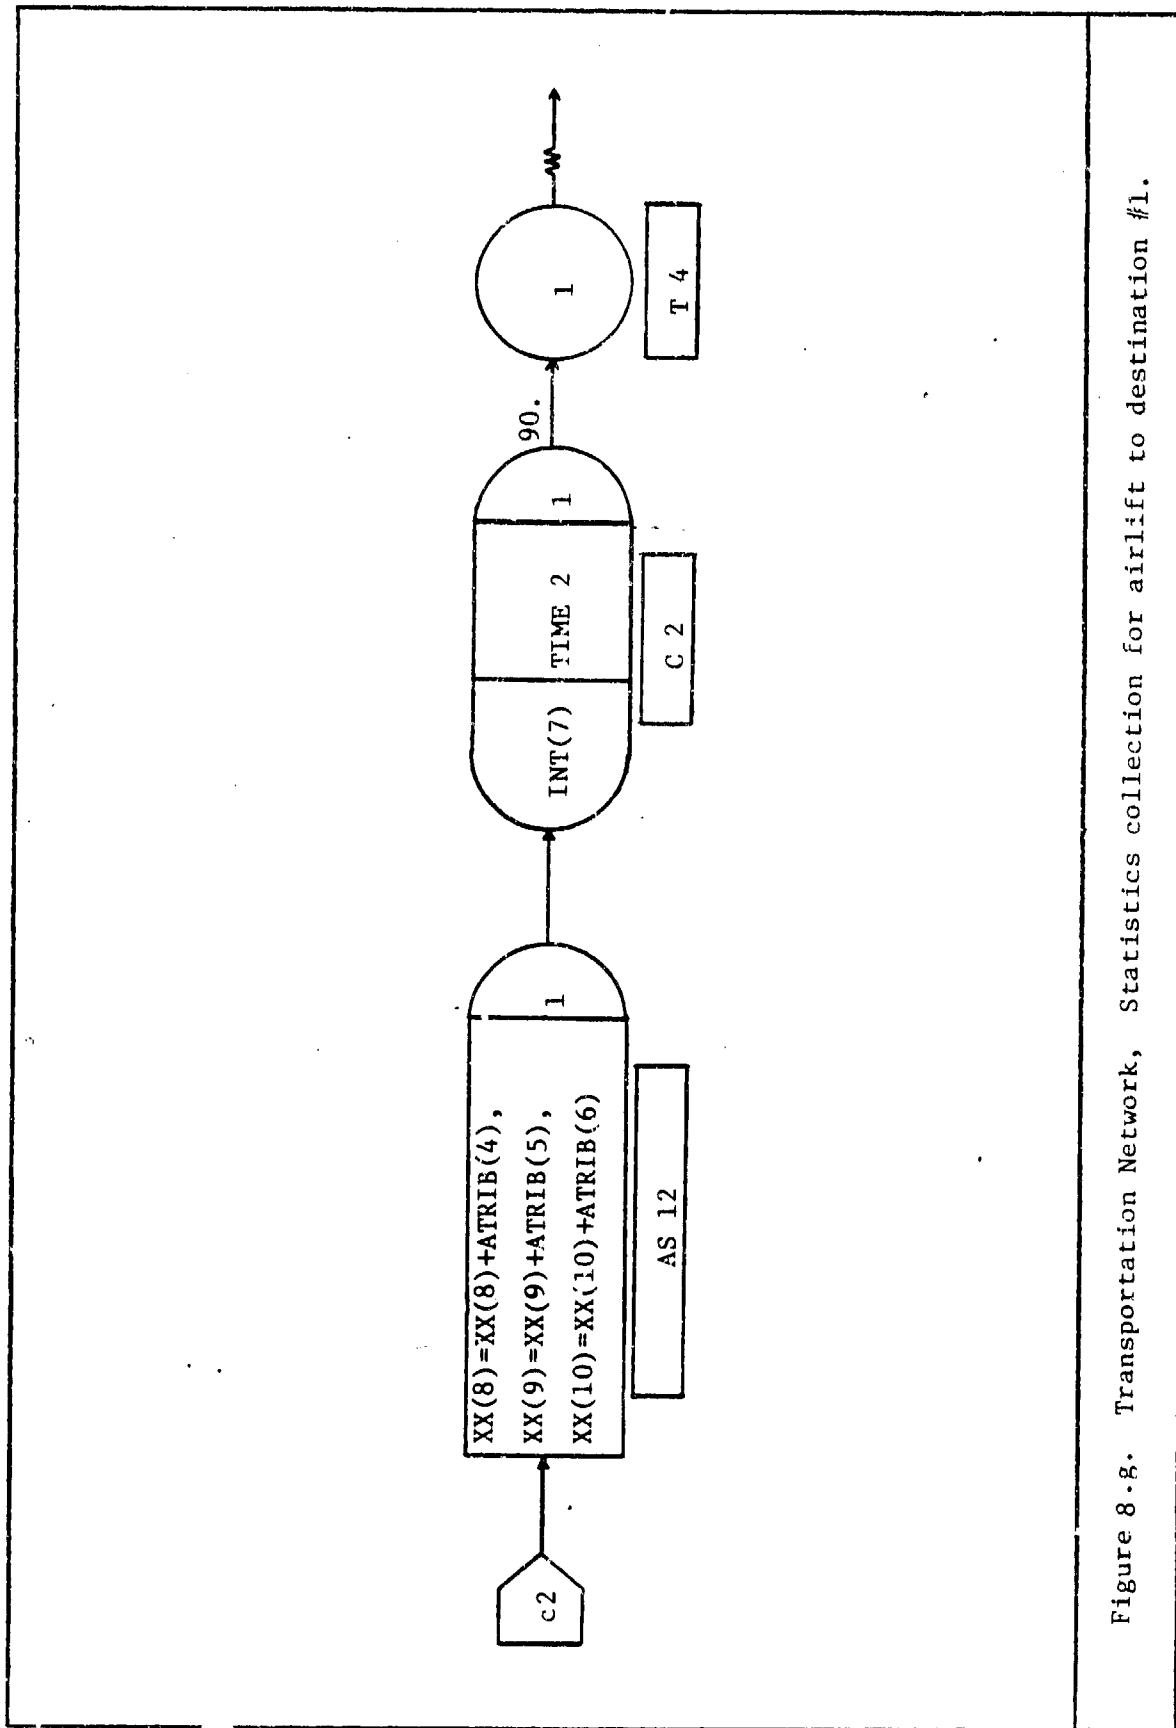 c2
XX(8)=XX(8)+ATRIB(4),
XX(9)=XX(9)+ATRIB(5),
XX(10)=XX(10)+ATRIB(6)
1
AS 12
INT(7)
TIME 2
1
C 2
90.
1
T 4
Figure 8.g. Transportation Network, Statistics collection for airlift to destination #1.